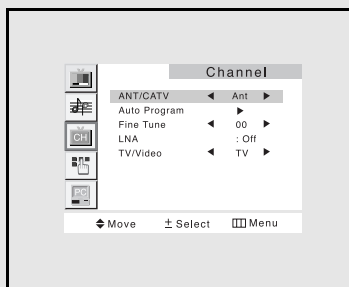 Channel
ANT/CATV ◀ Ant ▶
Auto Program ▶
Fine Tune ◀ 00 ▶
LNA : Off
TV/Video ◀ TV ▶
CH
PC
Move ± Select Menu